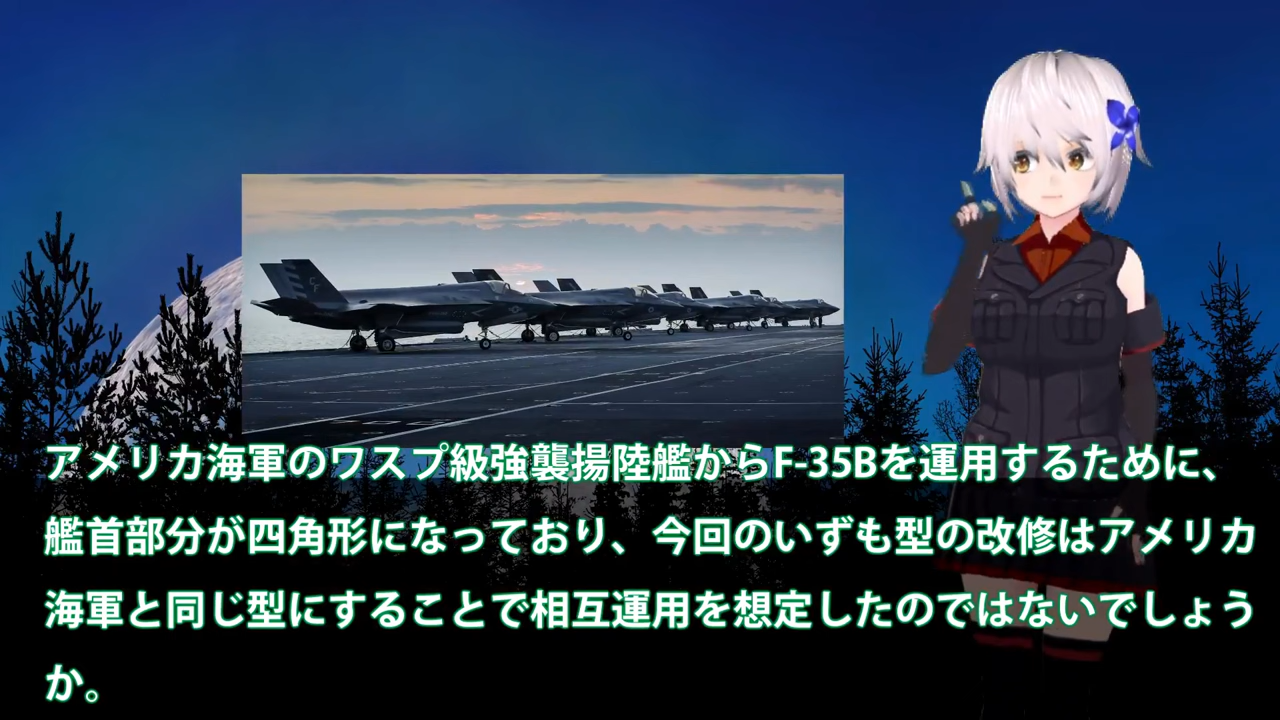 アメリカ海軍のワスプ級強襲揚陸艦からF-35Bを運用するために、
艦首部分が四角形になっており、今回のいずも型の改修はアメリカ
海軍と同じ型にすることで相互運用を想定したのではないでしょう
か。